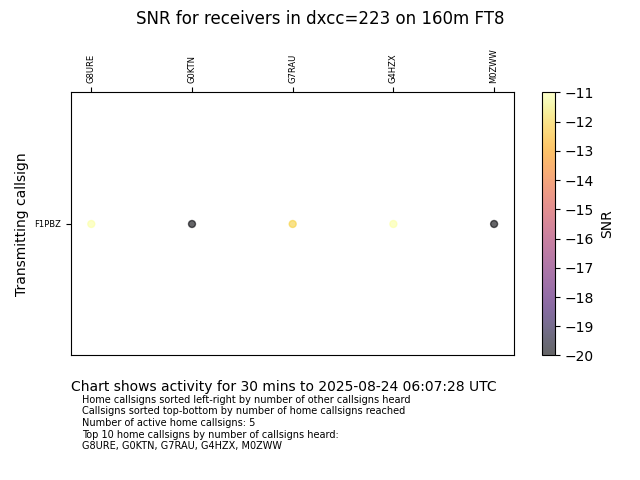 SNR for receivers in dxcc=223 on 160m FT8
G8URE G0KTN G7RAU G4HZX M0ZWW
Transmitting callsign
F1PBZ
−11
−12
−13
−14
−15
−16
−17
−18
−19
−20
SNR
Chart shows activity for 30 mins to 2025-08-24 06:07:28 UTC
Home callsigns sorted left-right by number of other callsigns heard
Callsigns sorted top-bottom by number of home callsigns reached
Number of active home callsigns: 5
Top 10 home callsigns by number of callsigns heard:
G8URE, G0KTN, G7RAU, G4HZX, M0ZWW